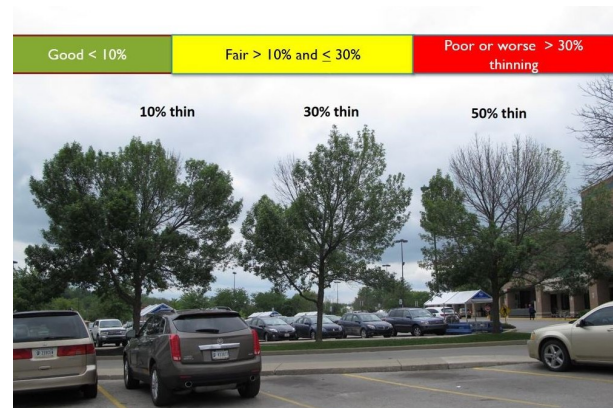 Good < 10%
Fair > 10% and ≤ 30%
Poor or worse > 30%
thinning
10% thin
30% thin
50% thin